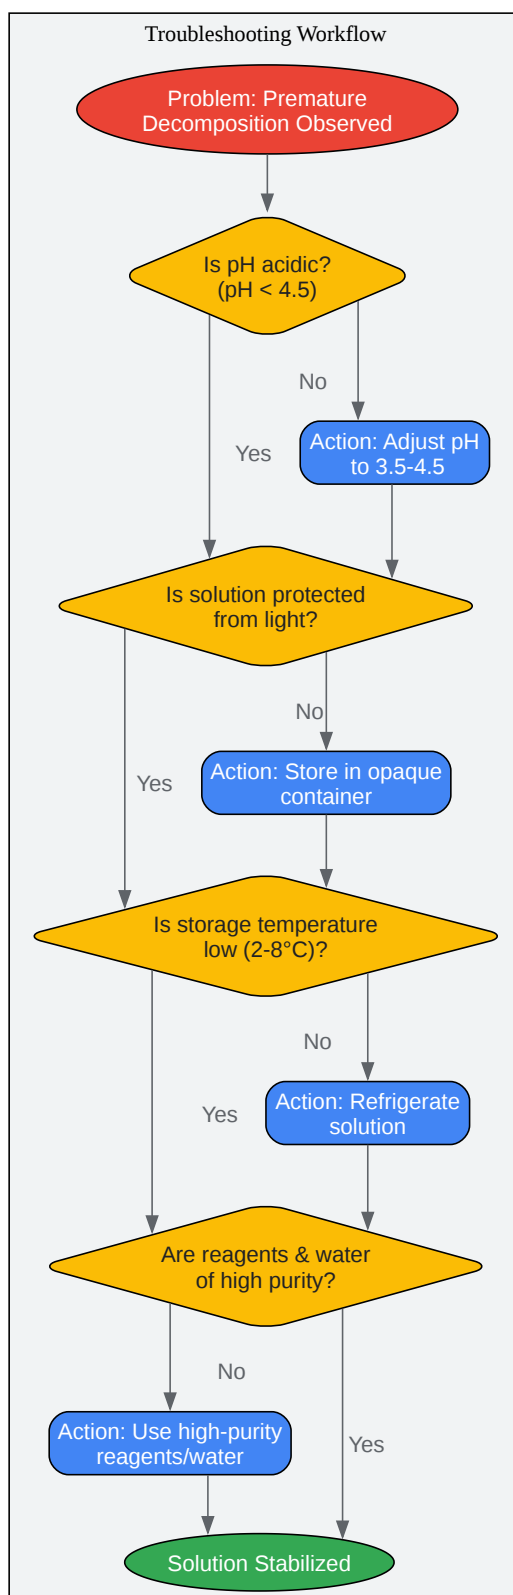 Troubleshooting Workflow
Problem: Premature
Decomposition Observed
Is pH acidic?
(pH < 4.5)
No
Yes
Action: Adjust pH
to 3.5-4.5
Is solution protected
from light?
No
Yes
Action: Store in opaque
container
Is storage temperature
low (2-8°C)?
No
Yes
Action: Refrigerate
solution
Are reagents & water
of high purity?
No
Action: Use high-purity
reagents/water
Yes
Solution Stabilized